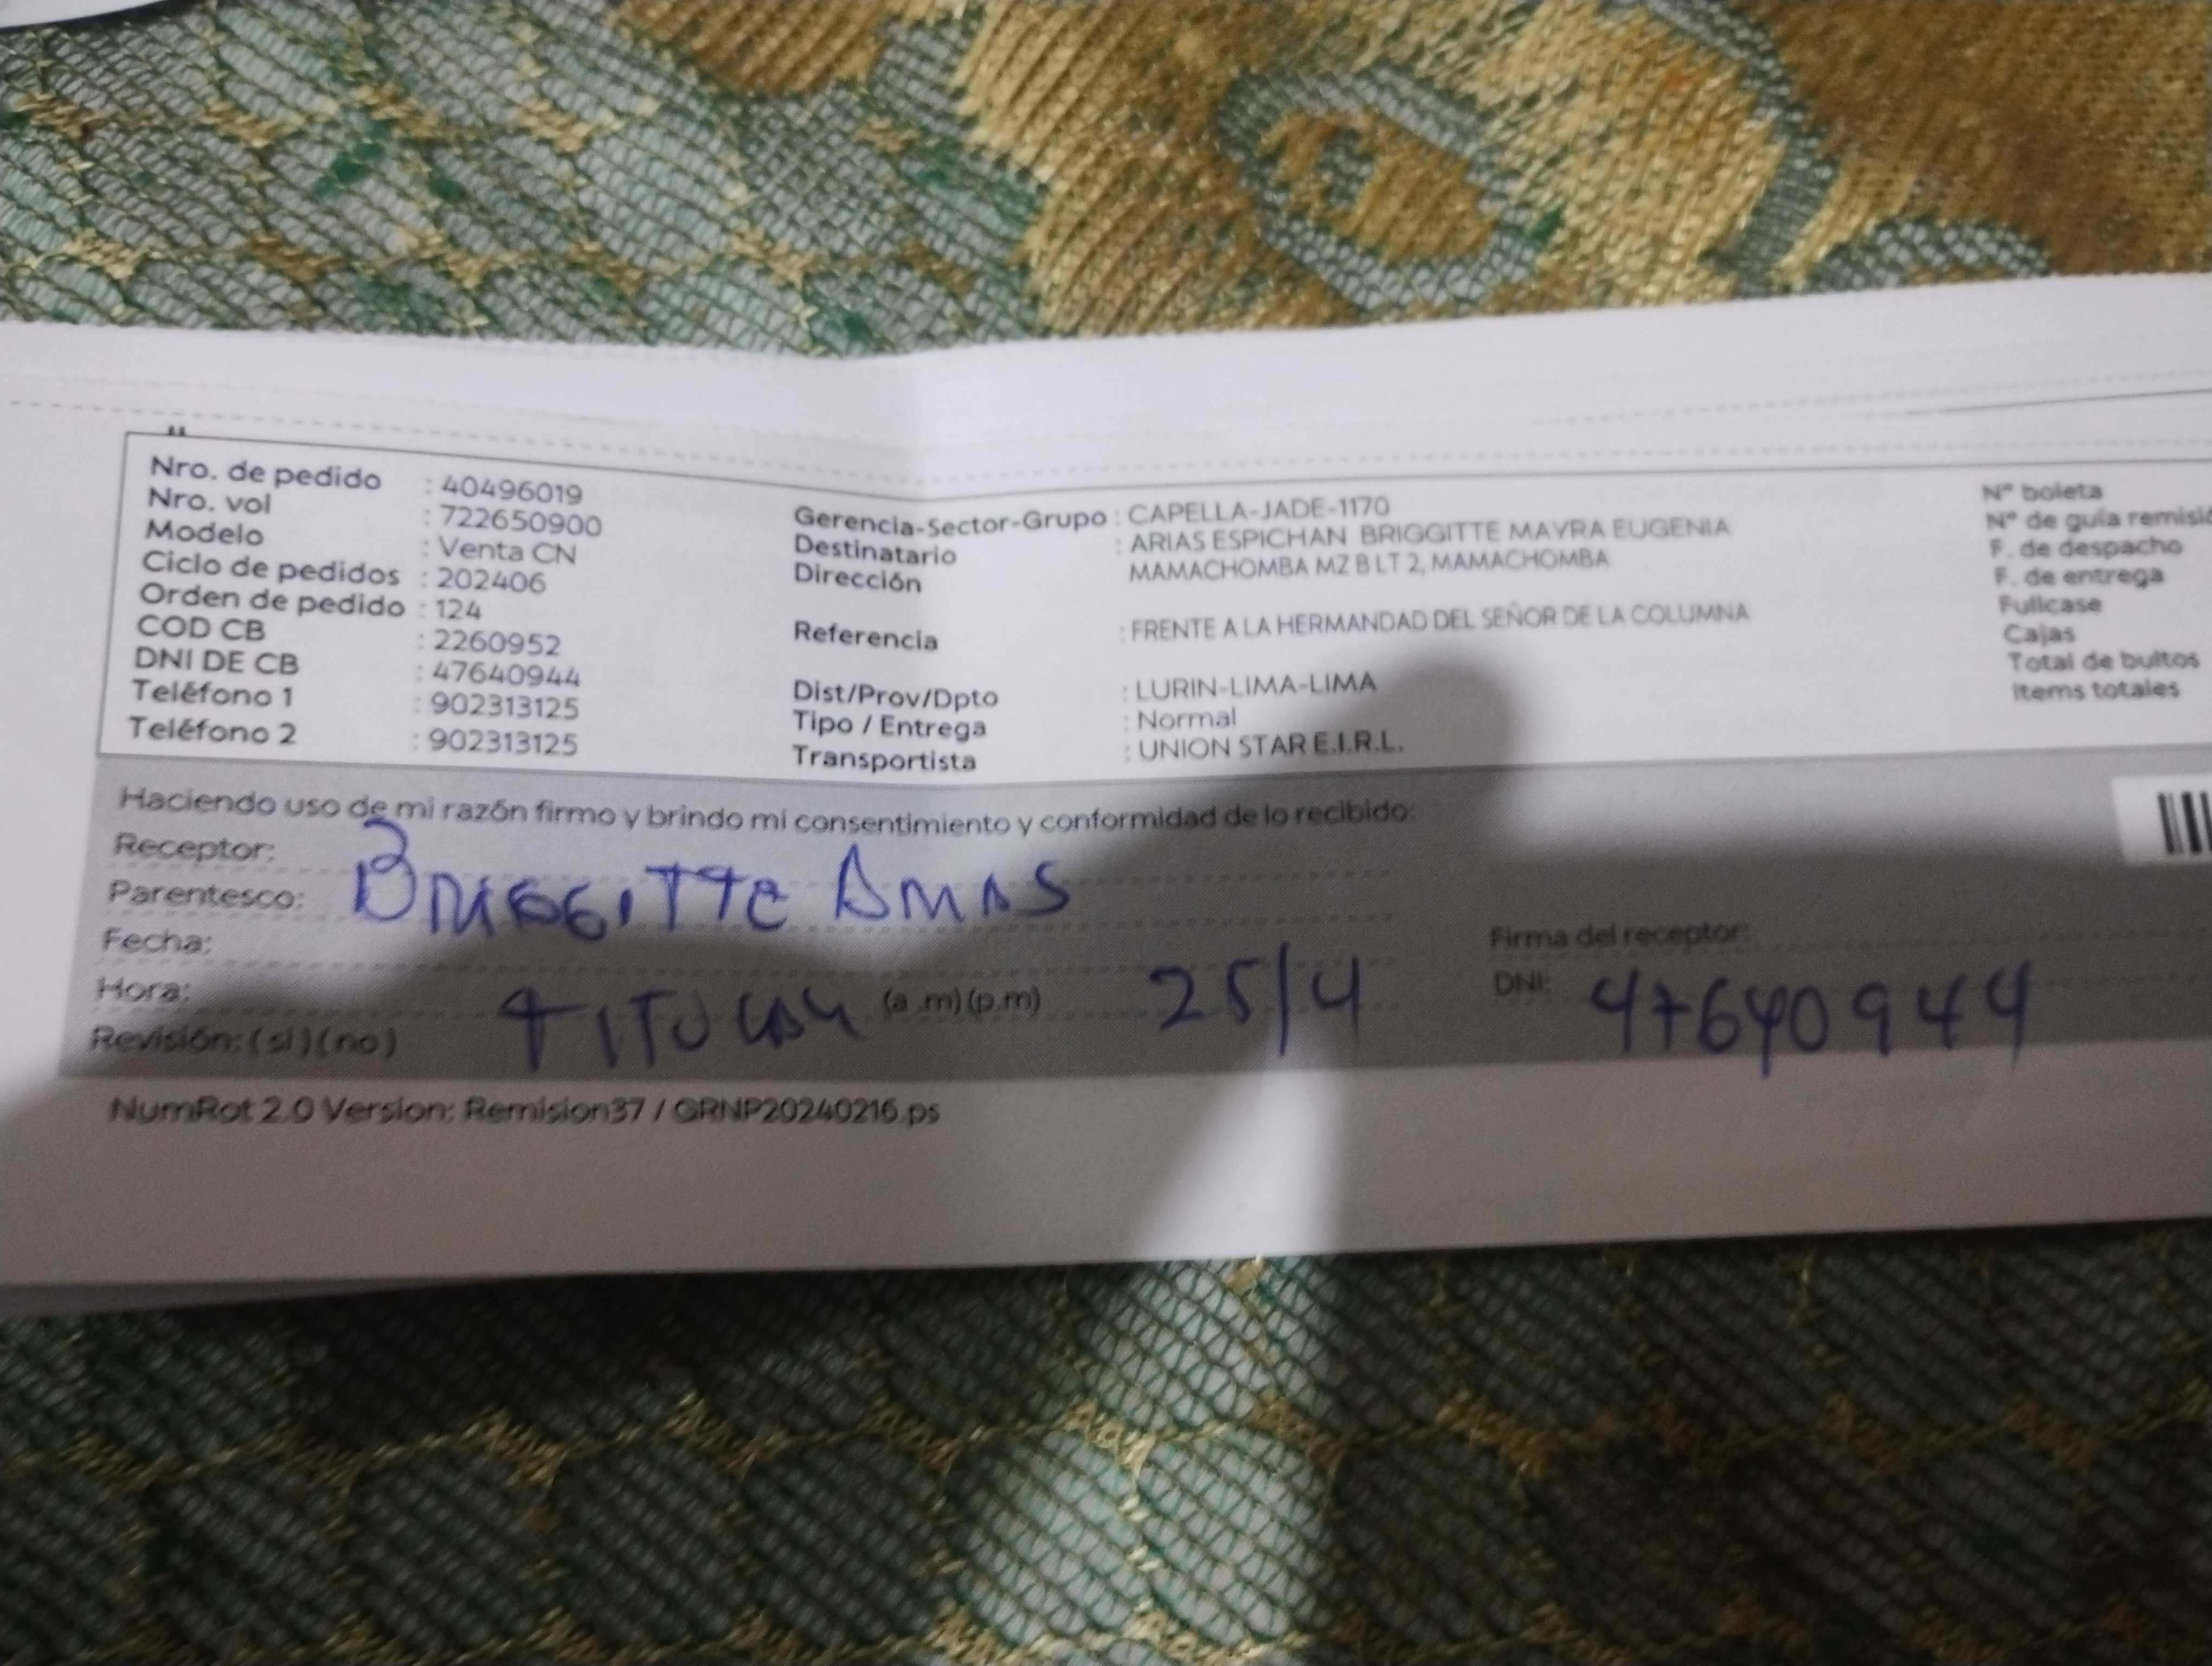 Nro. de pedido : 40496019
Nro. vol : 722650900
Modelo : Venta CN
Ciclo de pedidos : 202406
Orden de pedido : 124
COD CB : 2260952
DNI DE CB : 47640944
Teléfono 1 : 902313125
Teléfono 2 : 902313125
Gerencia-Sector-Grupo : CAPELLA-JADE-1170
Destinatario : ARIAS ESPICHAN BRIGGITTE MAYRA EUGENIA
Dirección MAMACHOMBA MZ B LT 2, MAMACHOMBA
Referencia : FRENTE A LA HERMANDAD DEL SEÑOR DE LA COLUMNA
Dist/Prov/Dpto : LURIN-LIMA-LIMA
Tipo / Entrega : Normal
Transportista : UNION STAR E.I.R.L.
N° boleta
N° de guía remisió
F. de despacho
F. de entrega
Fullcase
Cajas
Total de bultos
Items totales
Haciendo uso de mi razón firmo y brindo mi consentimiento y conformidad de lo recibido:
Receptor:
Parentesco: BRIGGITTE ARIAS
Fecha:
Hora: (a .m) (p.m) 25/4
Revisión: ( si ) ( no ) TITULAR
Firma del receptor:
DNI: 47640944
NumRot 2.0 Version: Remision37 / GRNP20240216.ps